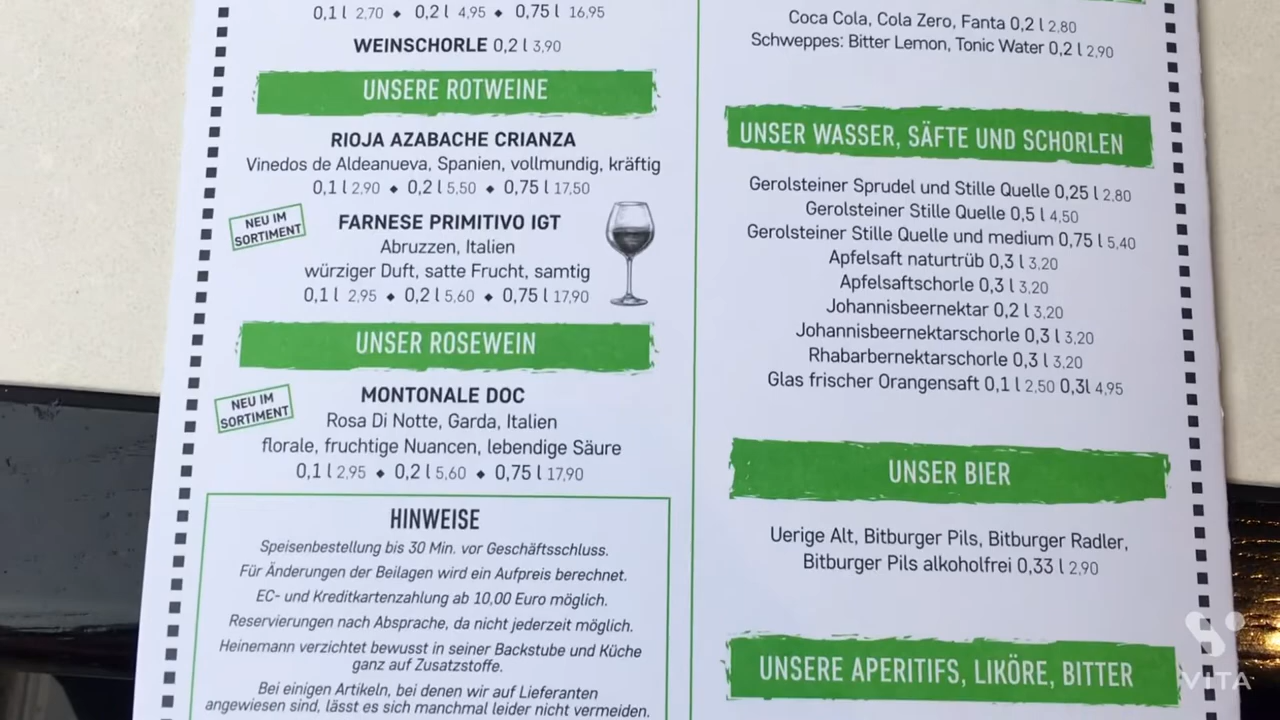 0,1 l 2,70 ◆ 0,2 l 4,95 ◆ 0,75 l 16,95
WEINSCHORLE 0,2 l 3,90
UNSERE ROTWEINE
RIOJA AZABACHE CRIANZA
Vinedos de Aldeanueva, Spanien, vollmundig, kräftig
0,1 l 2,90 ◆ 0,2 l 5,50 ◆ 0,75 l 17,50
NEU IM
SORTIMENT
FARNESE PRIMITIVO IGT
Abruzzen, Italien
würziger Duft, satte Frucht, samtig
0,1 l 2,95 ◆ 0,2 l 5,60 ◆ 0,75 l 17,90
UNSER ROSEWEIN
NEU IM
SORTIMENT
MONTONALE DOC
Rosa Di Notte, Garda, Italien
florale, fruchtige Nuancen, lebendige Säure
0,1 l 2,95 ◆ 0,2 l 5,60 ◆ 0,75 l 17,90
HINWEISE
Speisenbestellung bis 30 Min. vor Geschäftsschluss.
Für Änderungen der Beilagen wird ein Aufpreis berechnet.
EC- und Kreditkartenzahlung ab 10,00 Euro möglich.
Reservierungen nach Absprache, da nicht jederzeit möglich.
Heinemann verzichtet bewusst in seiner Backstube und Küche
ganz auf Zusatzstoffe.
Bei einigen Artikeln, bei denen wir auf Lieferanten
angewiesen sind, lässt es sich manchmal leider nicht vermeiden.
Coca Cola, Cola Zero, Fanta 0,2 l 2,80
Schweppes: Bitter Lemon, Tonic Water 0,2 l 2,90
UNSER WASSER, SÄFTE UND SCHORLEN
Gerolsteiner Sprudel und Stille Quelle 0,25 l 2,80
Gerolsteiner Stille Quelle 0,5 l 4,50
Gerolsteiner Stille Quelle und medium 0,75 l 5,40
Apfelsaft naturtrüb 0,3 l 3,20
Apfelsaftschorle 0,3 l 3,20
Johannisbeernektar 0,2 l 3,20
Johannisbeernektarschorle 0,3 l 3,20
Rhabarbernektarschorle 0,3 l 3,20
Glas frischer Orangensaft 0,1 l 2,50 0,3l 4,95
UNSER BIER
Uerige Alt, Bitburger Pils, Bitburger Radler,
Bitburger Pils alkoholfrei 0,33 l 2,90
UNSERE APERITIFS, LIKÖRE, BITTER
VITA